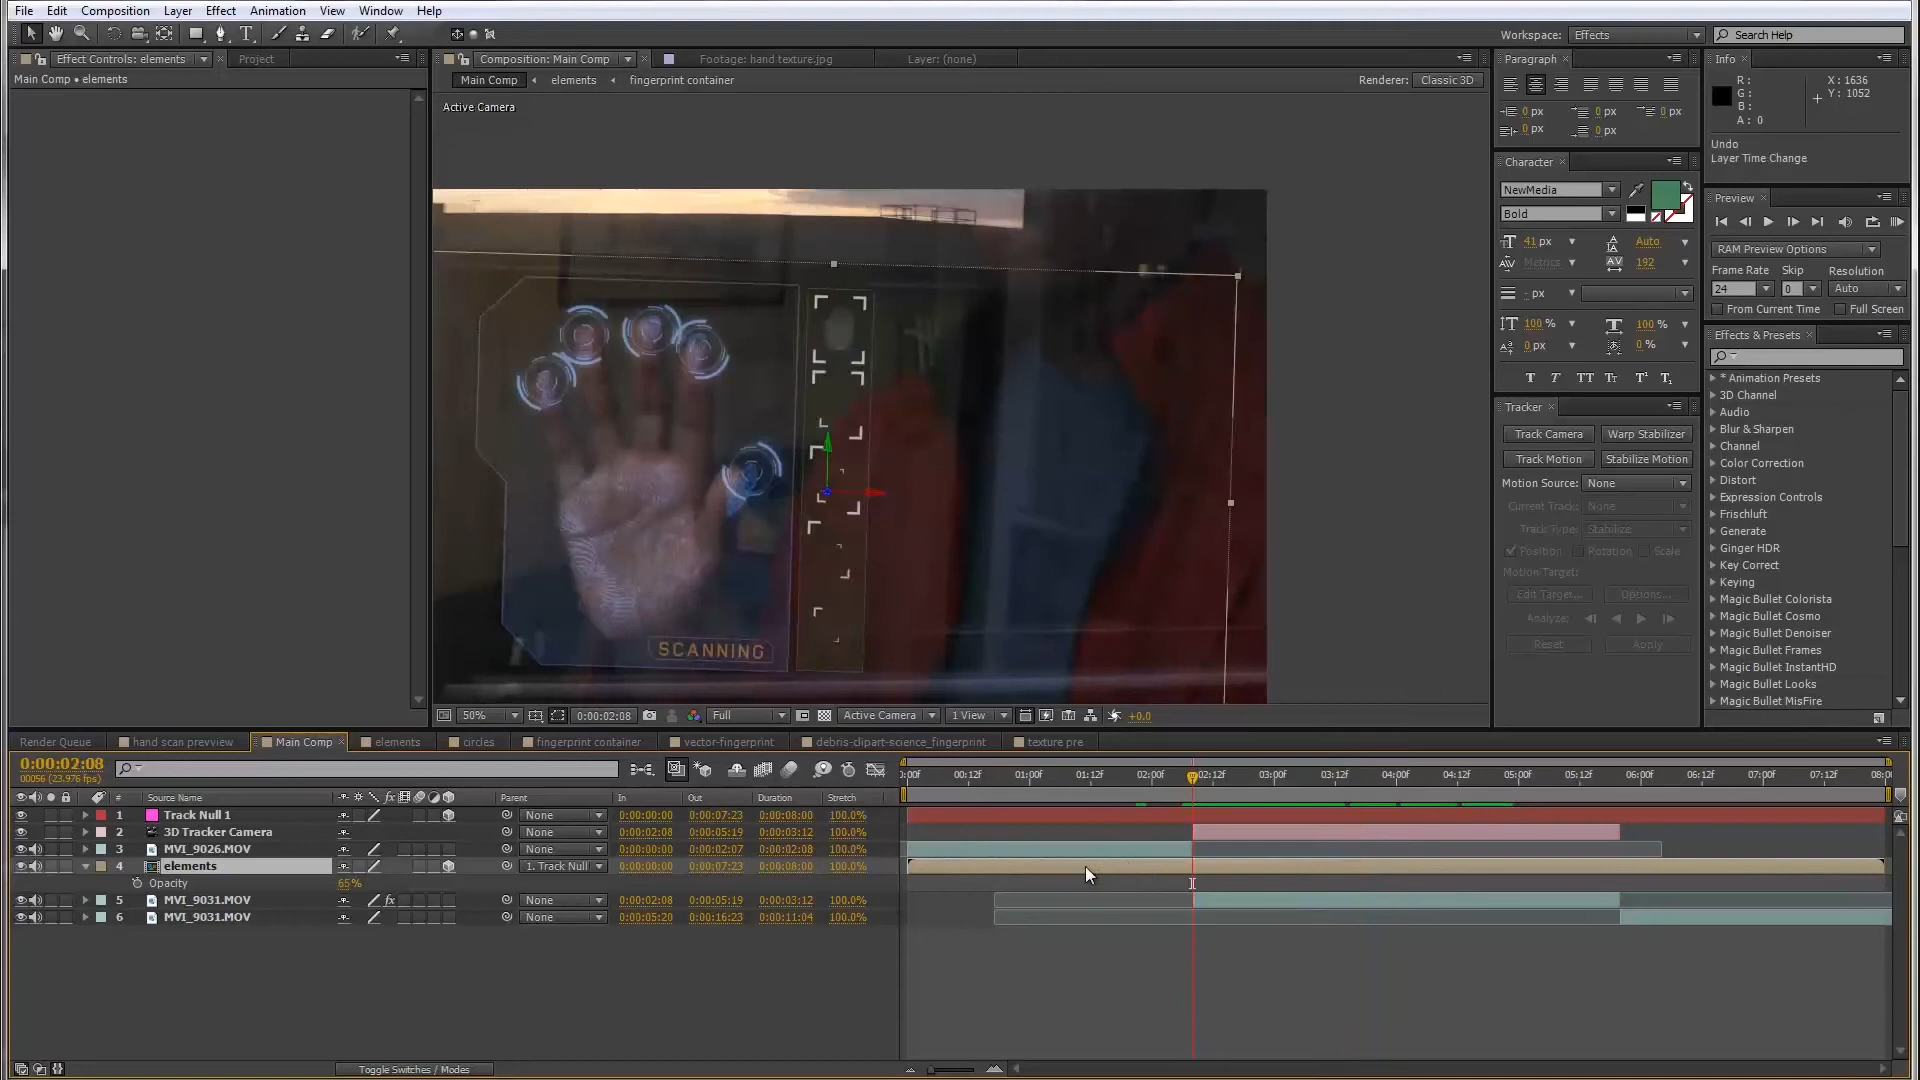 File Edit Composition Layer Effect Animation View Window Help
Workspace: Effects Search Help
Effect Controls: elements Project
Main Comp • elements
Composition: Main Comp Footage: hand texture.jpg Layer: (none)
Main Comp elements fingerprint container Renderer: Classic 3D
Active Camera
SCANNING
50% 0:00:02:08 Full Active Camera 1 View +0.0
Paragraph
0 px 0 px 0 px
0 px 0 px
Character
NewMedia
Bold
41 px Auto
Metrics 192
- px
100 % 100 %
0 px 0 %
T T TT Tr T¹ T₁
Tracker
Track Camera Warp Stabilizer
Track Motion Stabilize Motion
Motion Source: None
Current Track: None
Track Type: Stabilize
Position Rotation Scale
Motion Target:
Edit Target... Options...
Analyze:
Reset Apply
Info
R: X: 1636
G: Y: 1052
B:
A: 0
Undo
Layer Time Change
Preview
RAM Preview Options
Frame Rate Skip Resolution
24 0 Auto
From Current Time Full Screen
Effects & Presets
* Animation Presets
3D Channel
Audio
Blur & Sharpen
Channel
Color Correction
Distort
Expression Controls
Frischluft
Generate
Ginger HDR
Key Correct
Keying
Magic Bullet Colorista
Magic Bullet Cosmo
Magic Bullet Denoiser
Magic Bullet Frames
Magic Bullet InstantHD
Magic Bullet Looks
Magic Bullet MisFire
Render Queue hand scan prevview Main Comp elements circles fingerprint container vector-fingerprint debris-clipart-science_fingerprint texture pre
0:00:02:08
00056 (23.976 fps)
0:00f 00:12f 01:00f 01:12f 02:00f 02:12f 03:00f 03:12f 04:00f 04:12f 05:00f 05:12f 06:00f 06:12f 07:00f 07:12f 08:0
# Source Name fx Parent In Out Duration Stretch
1 Track Null 1 None 0:00:00:00 0:00:07:23 0:00:08:00 100.0%
2 3D Tracker Camera None 0:00:02:08 0:00:05:19 0:00:03:12 100.0%
3 MVI_9026.MOV None 0:00:00:00 0:00:02:07 0:00:02:08 100.0%
4 elements 1. Track Null 0:00:00:00 0:00:07:23 0:00:08:00 100.0%
Opacity 65%
5 MVI_9031.MOV fx None 0:00:02:08 0:00:05:19 0:00:03:12 100.0%
6 MVI_9031.MOV None 0:00:05:20 0:00:16:23 0:00:11:04 100.0%
Toggle Switches / Modes